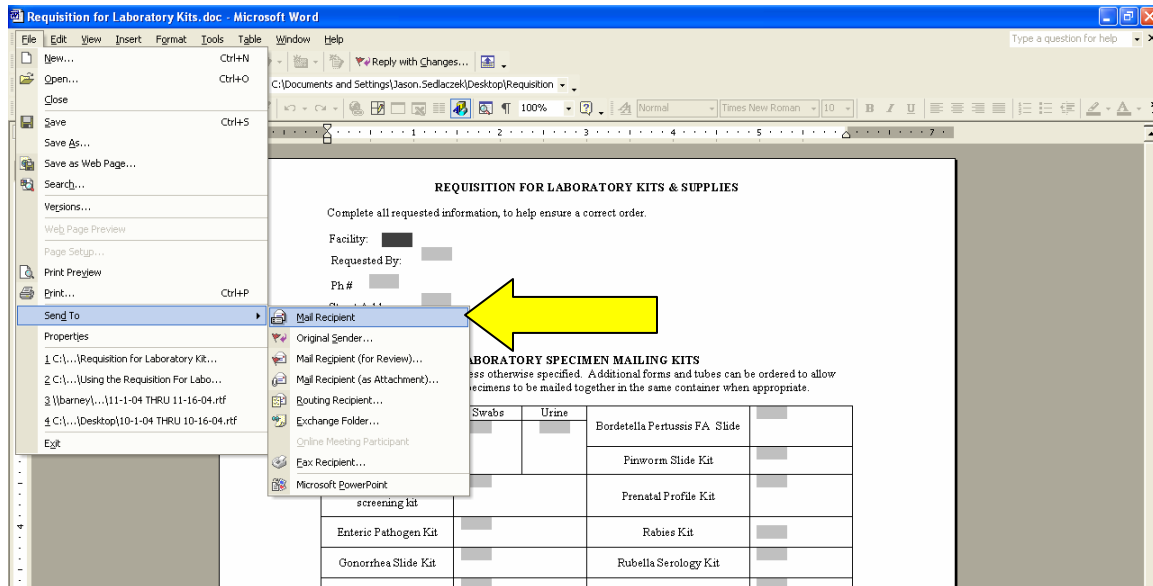 Requisition for Laboratory Kits.doc - Microsoft Word
File Edit View Insert Format Tools Table Window Help
Type a question for help
New... Ctrl+N
Reply with Changes...
Open... Ctrl+O
C:\Documents and Settings\Jason.Sedlaczek\Desktop\Requisition
Close
100% Normal Times New Roman 10 B I U
Save Ctrl+S
1 2 3 4 5 7
Save As...
Save as Web Page...
Search...
Versions...
Web Page Preview
Page Setup...
Print Preview
Print... Ctrl+P
Send To
Properties
1 C:\...\Requisition for Laboratory Kit...
2 C:\...\Using the Requisition For Labo...
3 \\barney\...\11-1-04 THRU 11-16-04.rtf
4 C:\...\Desktop\10-1-04 THRU 10-16-04.rtf
Exit
Mail Recipient
Original Sender...
Mail Recipient (for Review)...
Mail Recipient (as Attachment)...
Routing Recipient...
Exchange Folder...
Online Meeting Participant
Fax Recipient...
Microsoft PowerPoint
REQUISITION FOR LABORATORY KITS & SUPPLIES
Complete all requested information, to help ensure a correct order.
Facility:
Requested By:
Ph #
ABORATORY SPECIMEN MAILING KITS
ess otherwise specified. Additional forms and tubes can be ordered to allow
pecimens to be mailed together in the same container when appropriate.
Swabs Urine
Bordetella Pertussis FA Slide
Pinworm Slide Kit
screening kit
Prenatal Profile Kit
Enteric Pathogen Kit
Rabies Kit
Gonorrhea Slide Kit
Rubella Serology Kit
4